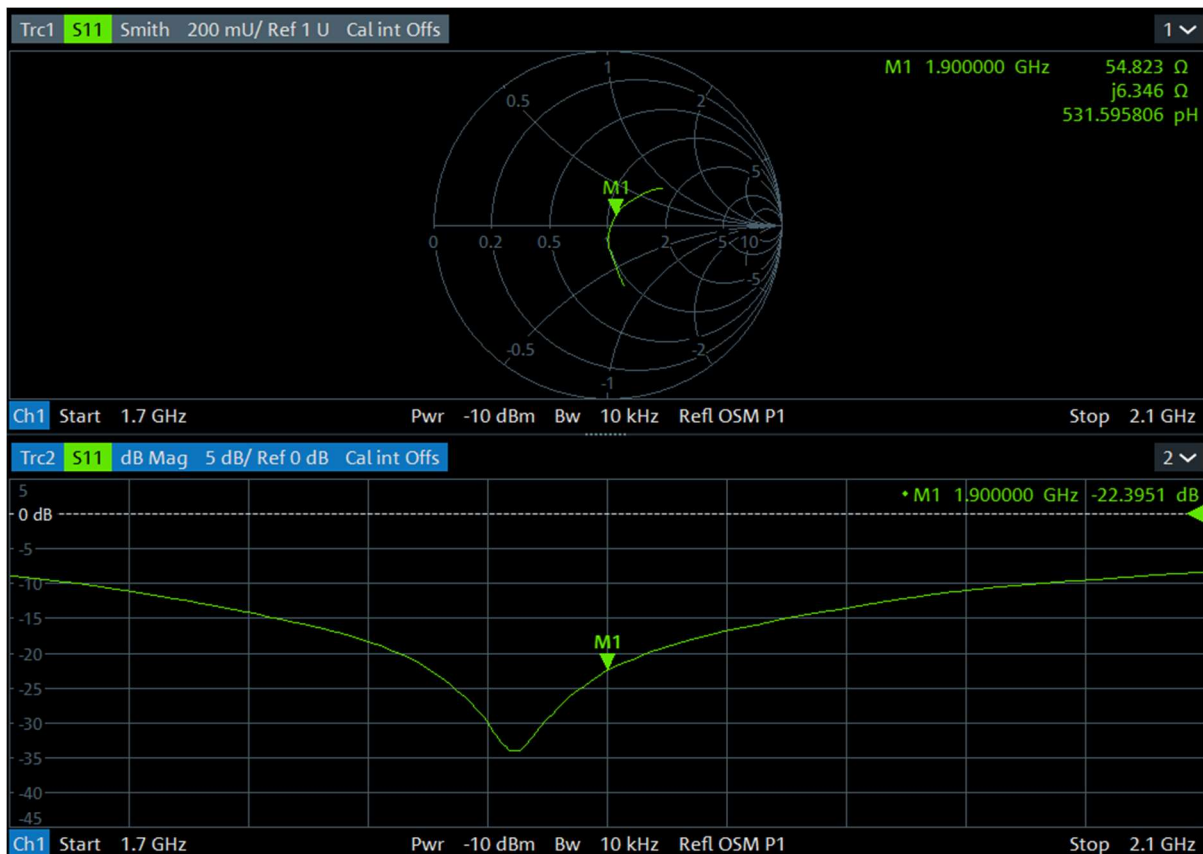 Trc1 S11 Smith 200 mU/ Ref 1 U Cal int Offs 1
M1 1.900000 GHz 54.823 Ω
j6.346 Ω
531.595806 pH
1
0.5 2
5
M1
0 0.2 0.5 2 5 10
-5
-0.5 -2
-1
Ch1 Start 1.7 GHz Pwr -10 dBm Bw 10 kHz Refl OSM P1 Stop 2.1 GHz
Trc2 S11 dB Mag 5 dB/ Ref 0 dB Cal int Offs 2
5 • M1 1.900000 GHz -22.3951 dB
0 dB
-5
-10
-15
M1
-20
-25
-30
-35
-40
-45
Ch1 Start 1.7 GHz Pwr -10 dBm Bw 10 kHz Refl OSM P1 Stop 2.1 GHz